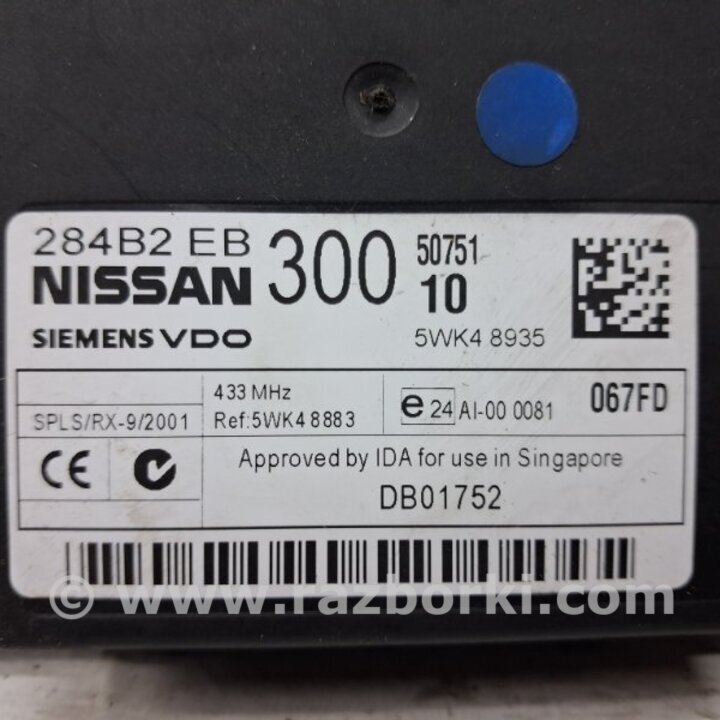 284B2 EB 300 50751
NISSAN 10
SIEMENS VDO 5WK4 8935
433 MHz
SPLS/RX-9/2001 Ref:5WK4 8883 e 24 AI-00 0081 067FD
CE Approved by IDA for use in Singapore
DB01752
© www.razborki.com